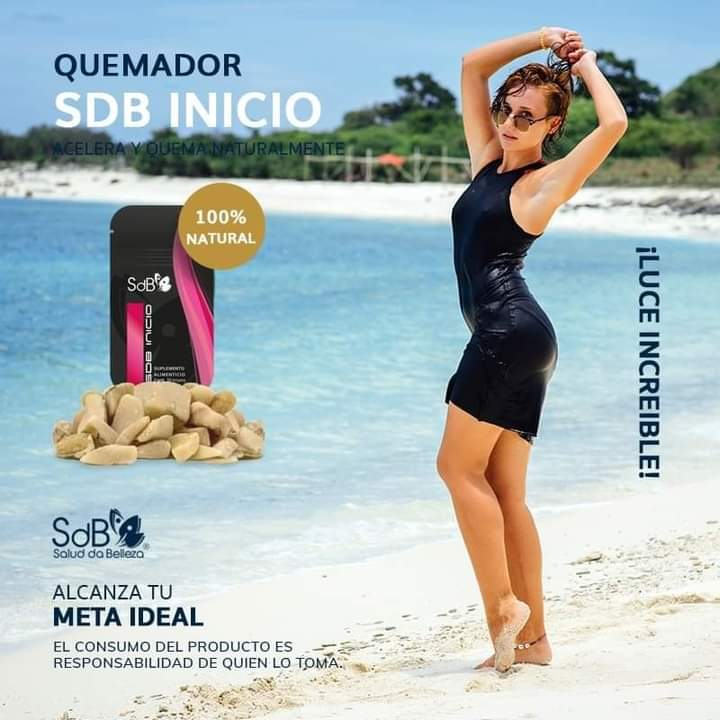 QUEMADOR
SDB INICIO
ACELERA Y QUEMA NATURALMENTE
100%
NATURAL
SdB
SDB INICIO
SUPLEMENTO
ALIMENTICIO
¡LUCE INCREIBLE!
SdB
Salud da Belleza®
ALCANZA TU
META IDEAL
EL CONSUMO DEL PRODUCTO ES
RESPONSABILIDAD DE QUIEN LO TOMA.